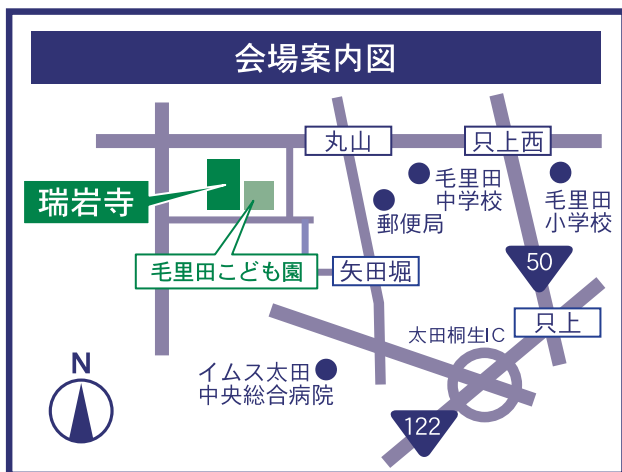 会場案内図
丸山
只上西
瑞岩寺
毛里田
中学校
毛里田
小学校
郵便局
毛里田こども園
矢田堀
50
只上
太田桐生IC
イムス太田
中央総合病院
N
122